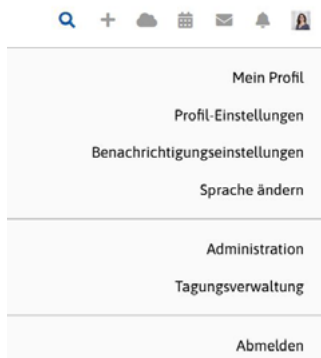 Mein Profil
Profil-Einstellungen
Benachrichtigungseinstellungen
Sprache ändern
Administration
Tagungsverwaltung
Abmelden